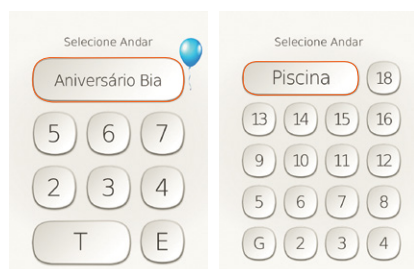 Selecione Andar
Aniversário Bia
5 6 7
2 3 4
T E
Selecione Andar
Piscina 18
13 14 15 16
9 10 11 12
5 6 7 8
G 2 3 4